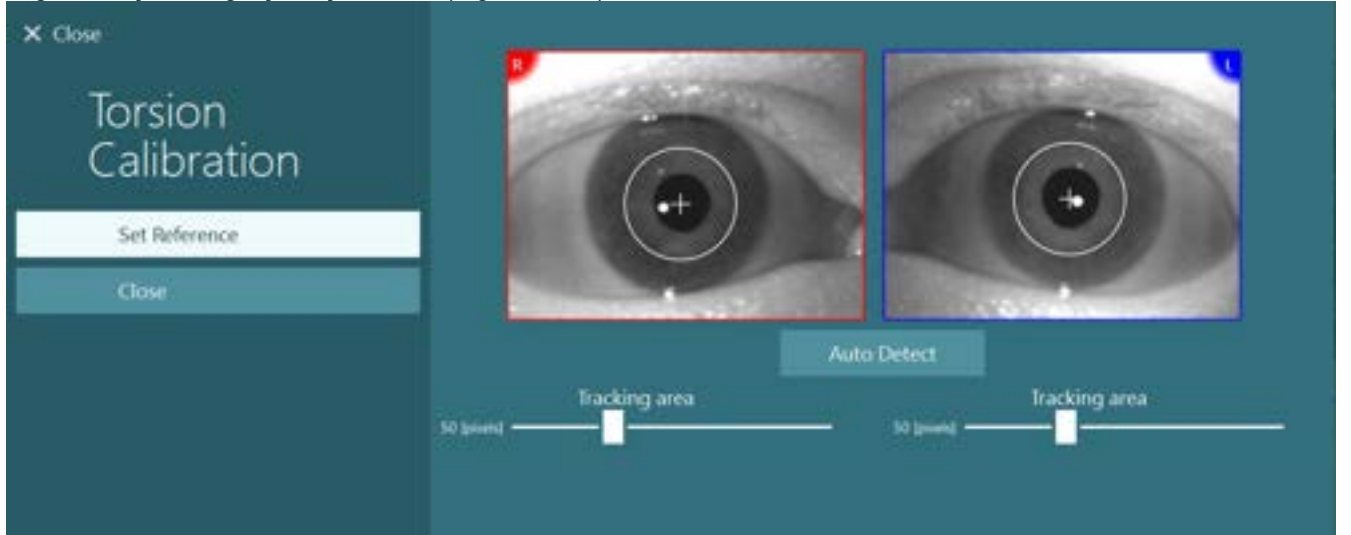 ✕ Close
Torsion
Calibration
Set Reference
Close
R
L
Auto Detect
Tracking area
50 [pixels]
Tracking area
50 [pixels]